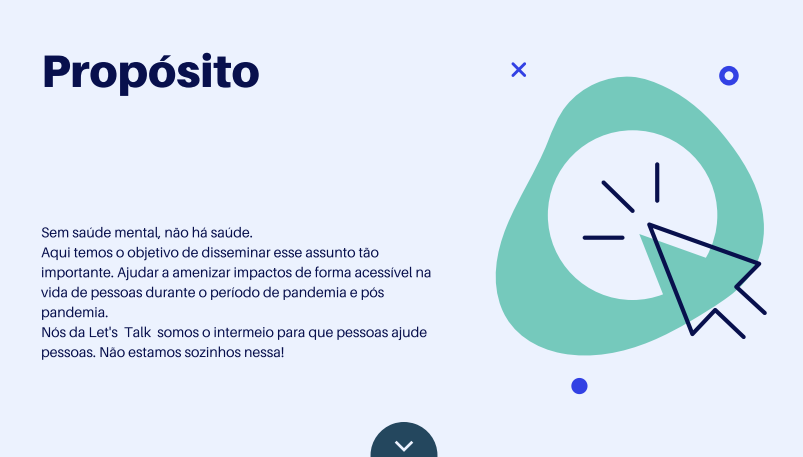 Propósito
Sem saúde mental, não há saúde.
Aqui temos o objetivo de disseminar esse assunto tão
importante. Ajudar a amenizar impactos de forma acessível na
vida de pessoas durante o período de pandemia e pós
pandemia.
Nós da Let's  Talk  somos o intermeio para que pessoas ajude
pessoas. Não estamos sozinhos nessa!